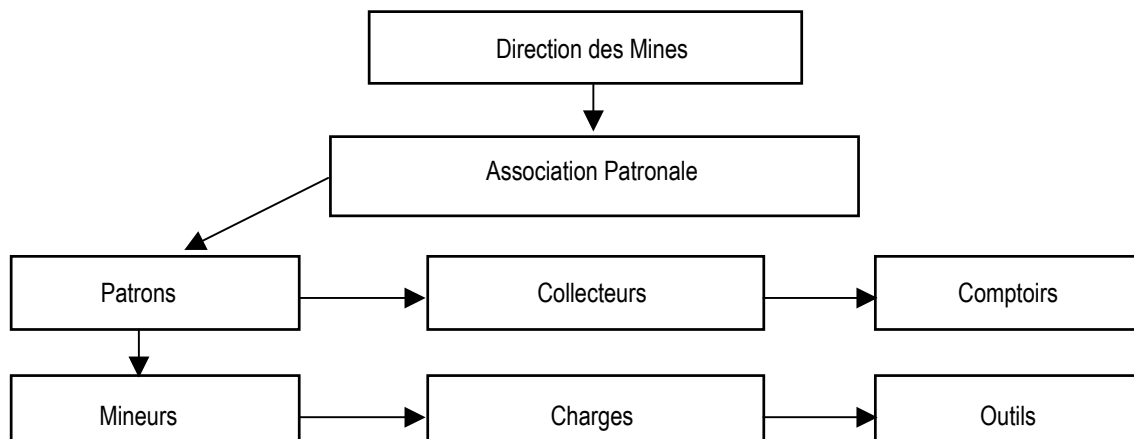 Direction des Mines
Association Patronale
Patrons
Collecteurs
Comptoirs
Mineurs
Charges
Outils